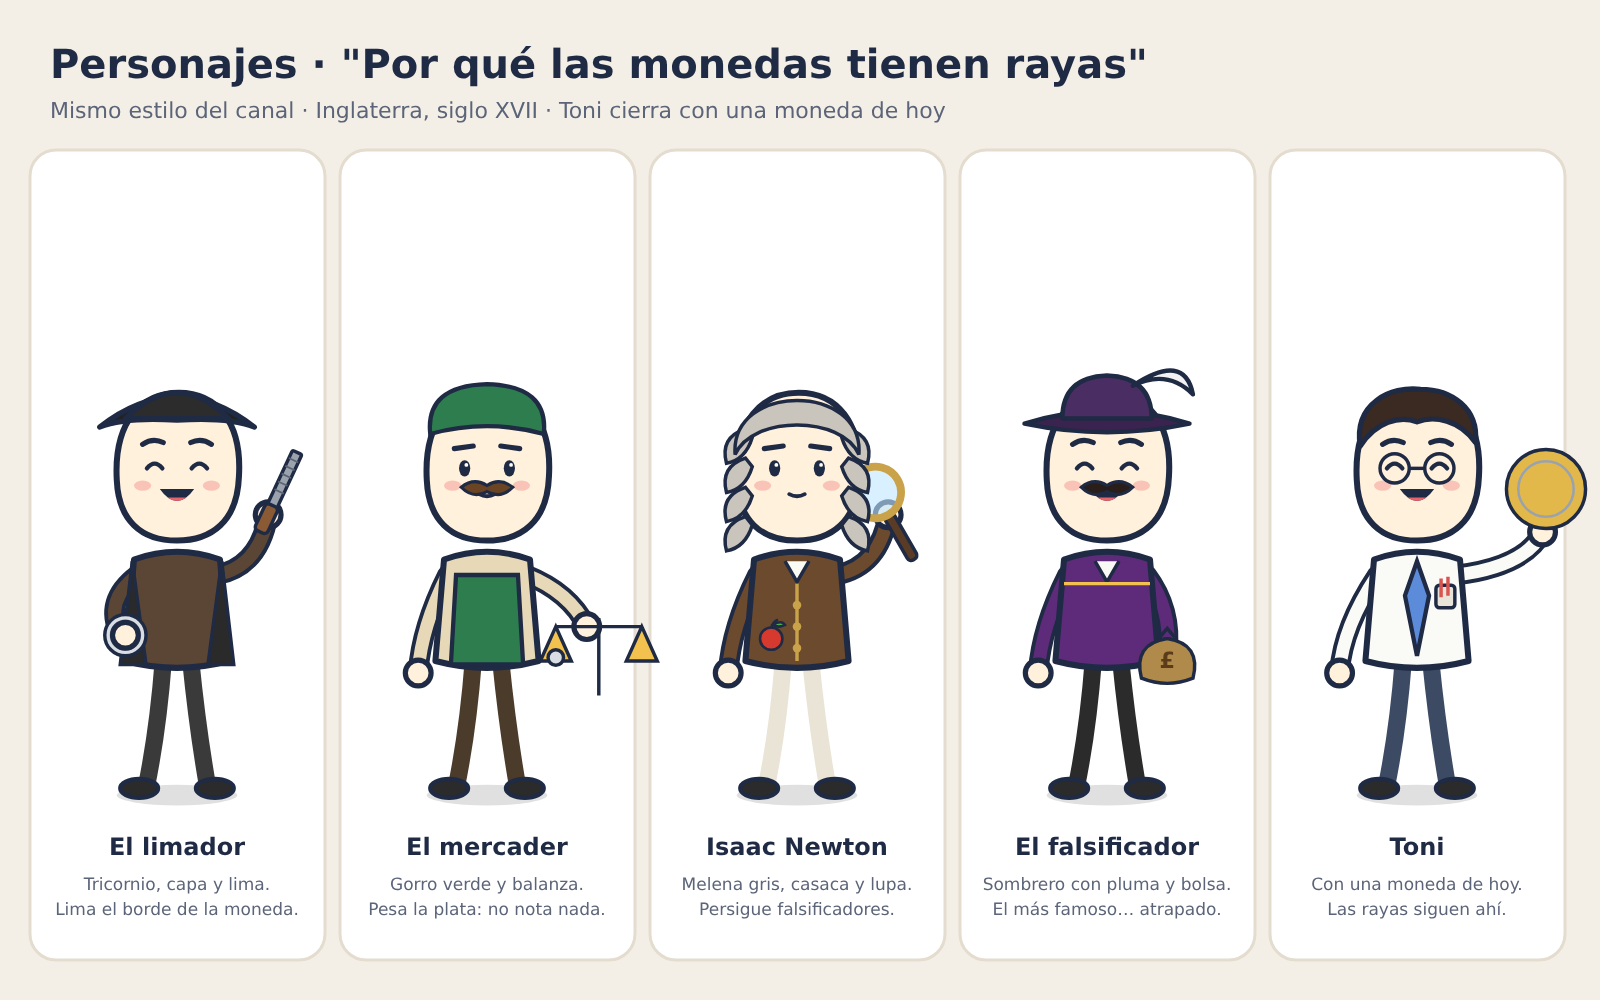 Personajes · "Por qué las monedas tienen rayas"
Mismo estilo del canal · Inglaterra, siglo XVII · Toni cierra con una moneda de hoy
£
El limador
Tricornio, capa y lima.
Lima el borde de la moneda.
El mercader
Gorro verde y balanza.
Pesa la plata: no nota nada.
Isaac Newton
Melena gris, casaca y lupa.
Persigue falsificadores.
El falsificador
Sombrero con pluma y bolsa.
El más famoso... atrapado.
Toni
Con una moneda de hoy.
Las rayas siguen ahí.